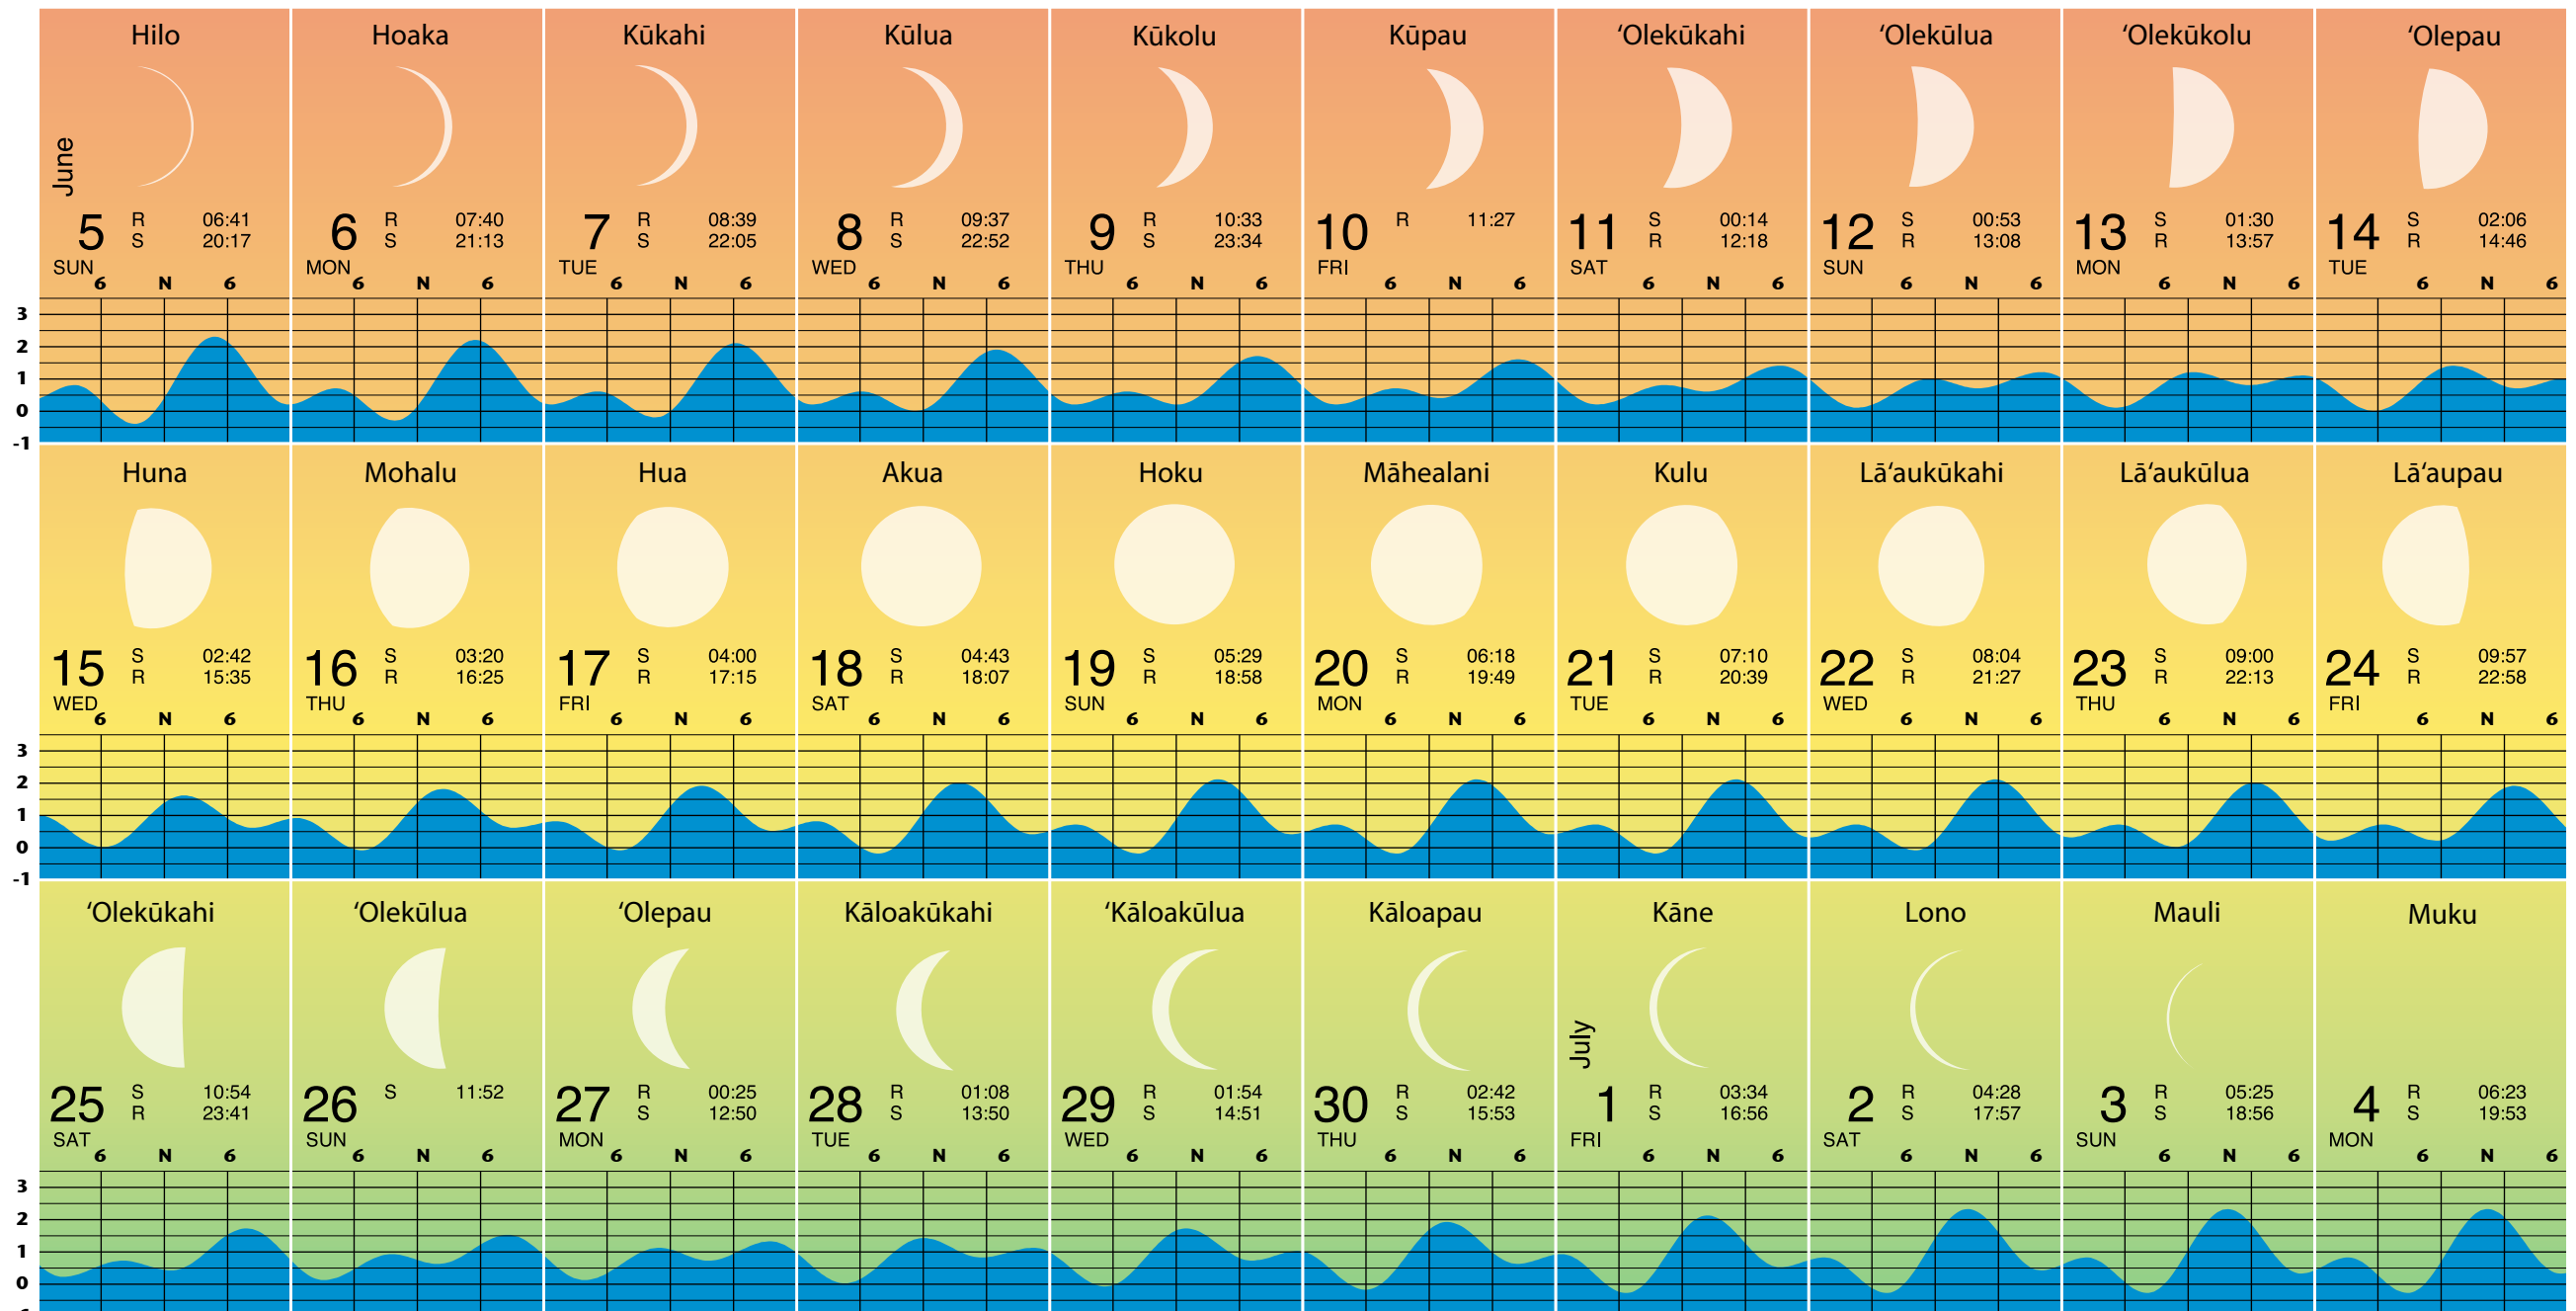 Hilo Hoaka Kūkahi Kūlua Kūkolu Kūpau ʻOlekūkahi ʻOlekūlua ʻOlekūkolu ʻOlepau
June
5 R 06:41 6 R 07:40 7 R 08:39 8 R 09:37 9 R 10:33 10 R 11:27 11 S 00:14 12 S 00:53 13 S 01:30 14 S 02:06
S 20:17 S 21:13 S 22:05 S 22:52 S 23:34 R 12:18 R 13:08 R 13:57 R 14:46
SUN MON TUE WED THU FRI SAT SUN MON TUE
6 N 6 6 N 6 6 N 6 6 N 6 6 N 6 6 N 6 6 N 6 6 N 6 6 N 6 6 N 6
3
2
1
0
-1
Huna Mohalu Hua Akua Hoku Māhealani Kulu Lāʻaukūkahi Lāʻaukūlua Lāʻaupau
15 S 02:42 16 S 03:20 17 S 04:00 18 S 04:43 19 S 05:29 20 S 06:18 21 S 07:10 22 S 08:04 23 S 09:00 24 S 09:57
R 15:35 R 16:25 R 17:15 R 18:07 R 18:58 R 19:49 R 20:39 R 21:27 R 22:13 R 22:58
WED THU FRI SAT SUN MON TUE WED THU FRI
6 N 6 6 N 6 6 N 6 6 N 6 6 N 6 6 N 6 6 N 6 6 N 6 6 N 6 6 N 6
3
2
1
0
-1
ʻOlekūkahi ʻOlekūlua ʻOlepau Kāloakūkahi ʻKāloakūlua Kāloapau Kāne Lono Mauli Muku
July
25 S 10:54 26 S 11:52 27 R 00:25 28 R 01:08 29 R 01:54 30 R 02:42 1 R 03:34 2 R 04:28 3 R 05:25 4 R 06:23
R 23:41 S 12:50 S 13:50 S 14:51 S 15:53 S 16:56 S 17:57 S 18:56 S 19:53
SAT SUN MON TUE WED THU FRI SAT SUN MON
6 N 6 6 N 6 6 N 6 6 N 6 6 N 6 6 N 6 6 N 6 6 N 6 6 N 6 6 N 6
3
2
1
0